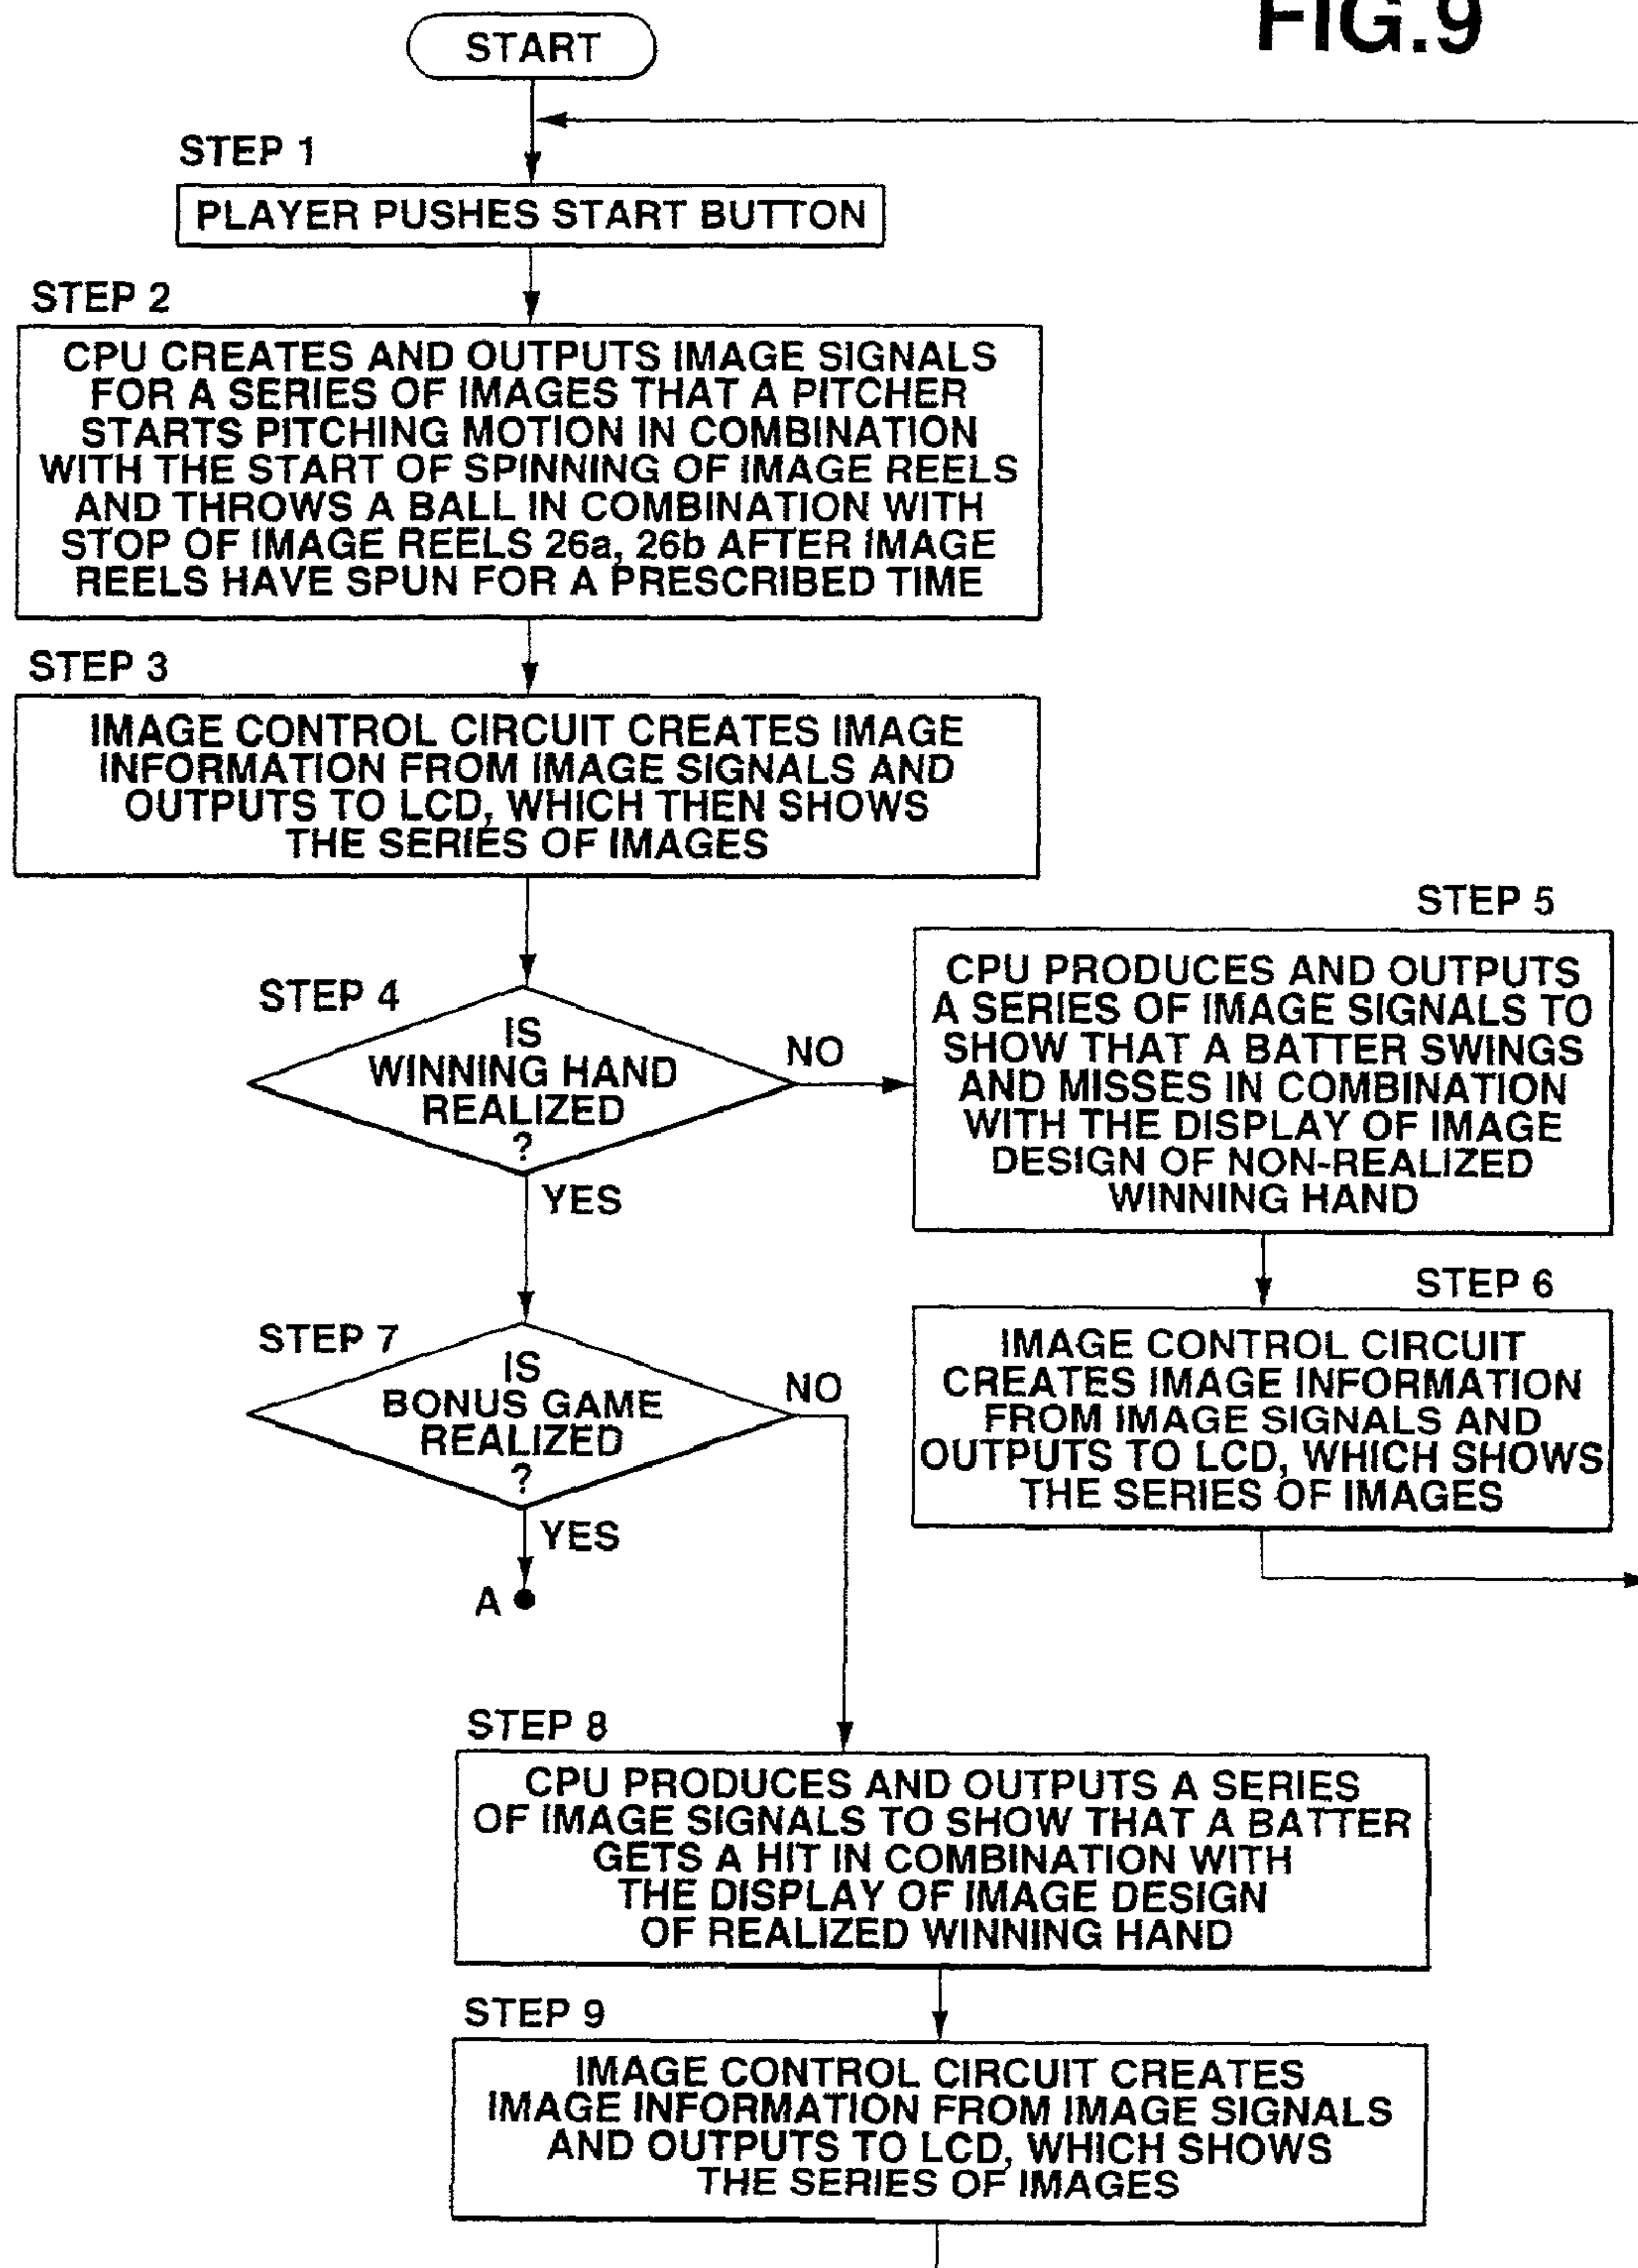 FIG.9
START
STEP 1
PLAYER PUSHES START BUTTON
STEP 2
CPU CREATES AND OUTPUTS IMAGE SIGNALS
FOR A SERIES OF IMAGES THAT A PITCHER
STARTS PITCHING MOTION IN COMBINATION
WITH THE START OF SPINNING OF IMAGE REELS
AND THROWS A BALL IN COMBINATION WITH
STOP OF IMAGE REELS 26a, 26b AFTER IMAGE
REELS HAVE SPUN FOR A PRESCRIBED TIME
STEP 3
IMAGE CONTROL CIRCUIT CREATES IMAGE
INFORMATION FROM IMAGE SIGNALS AND
OUTPUTS TO LCD, WHICH THEN SHOWS
THE SERIES OF IMAGES
STEP 4
IS
WINNING HAND
REALIZED
?
NO
YES
STEP 5
CPU PRODUCES AND OUTPUTS
A SERIES OF IMAGE SIGNALS TO
SHOW THAT A BATTER SWINGS
AND MISSES IN COMBINATION
WITH THE DISPLAY OF IMAGE
DESIGN OF NON-REALIZED
WINNING HAND
STEP 6
IMAGE CONTROL CIRCUIT
CREATES IMAGE INFORMATION
FROM IMAGE SIGNALS AND
OUTPUTS TO LCD, WHICH SHOWS
THE SERIES OF IMAGES
STEP 7
IS
BONUS GAME
REALIZED
?
NO
YES
A
STEP 8
CPU PRODUCES AND OUTPUTS A SERIES
OF IMAGE SIGNALS TO SHOW THAT A BATTER
GETS A HIT IN COMBINATION WITH
THE DISPLAY OF IMAGE DESIGN
OF REALIZED WINNING HAND
STEP 9
IMAGE CONTROL CIRCUIT CREATES
IMAGE INFORMATION FROM IMAGE SIGNALS
AND OUTPUTS TO LCD, WHICH SHOWS
THE SERIES OF IMAGES